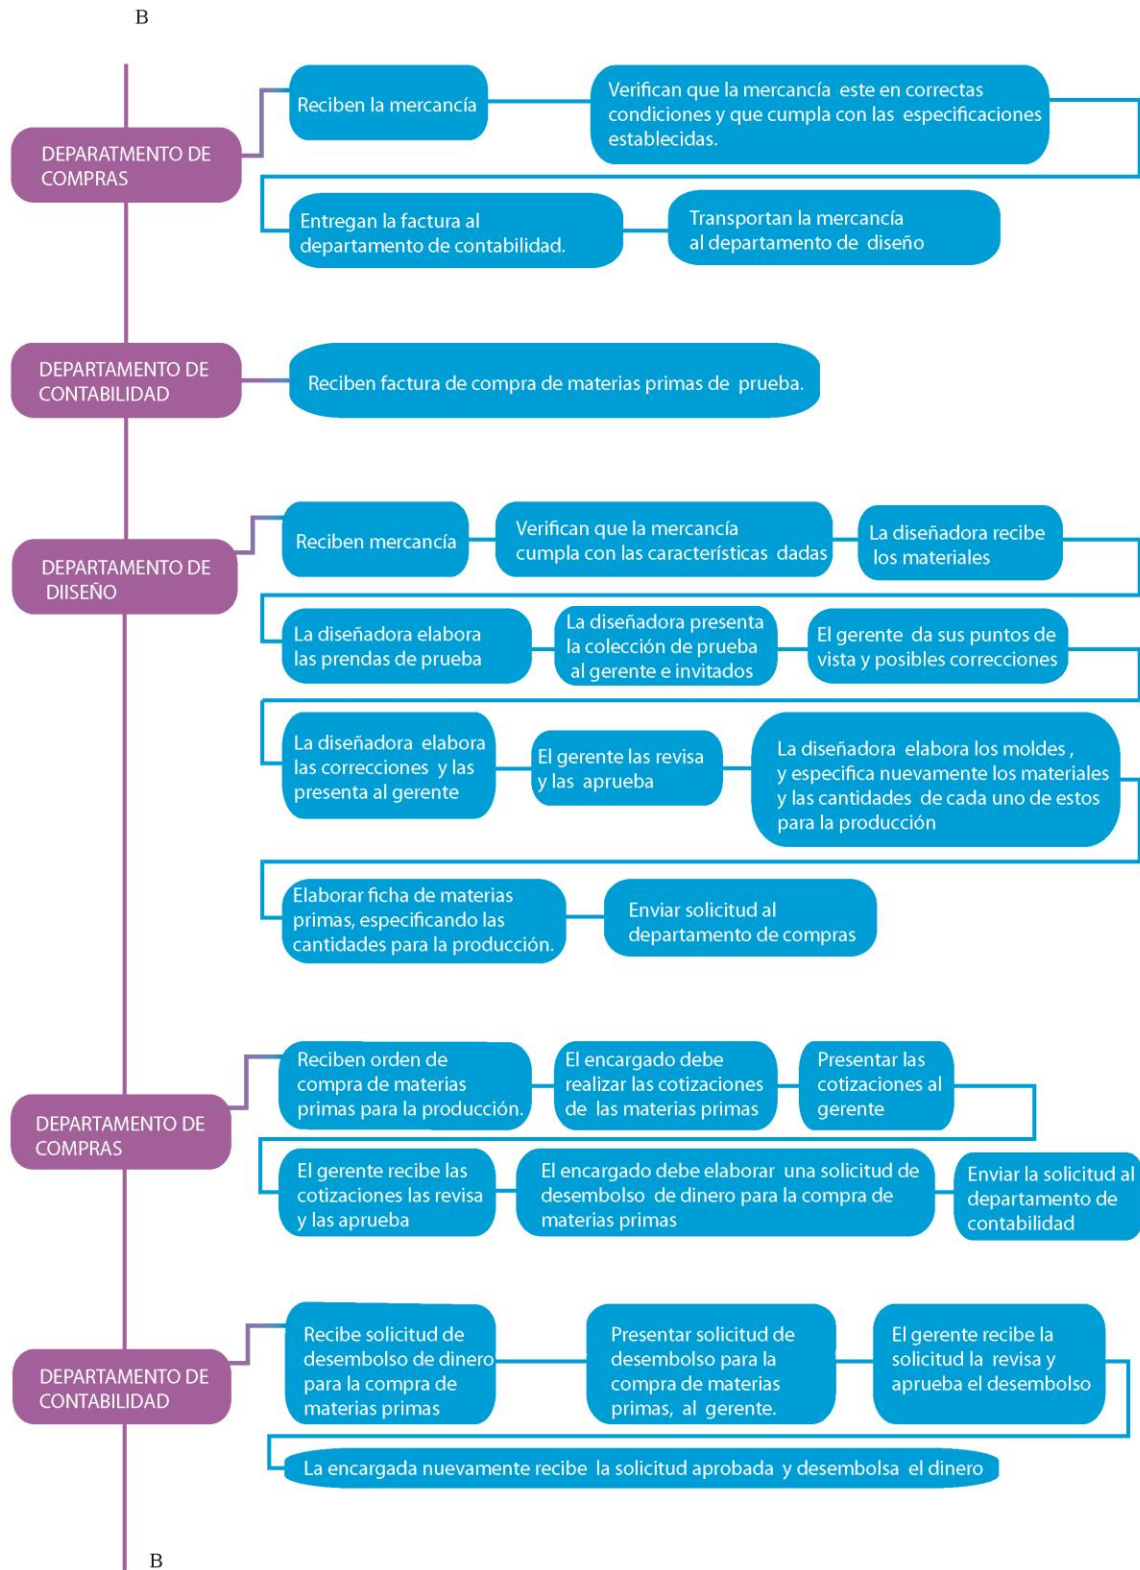 B
DEPARATMENTO DE
COMPRAS
Reciben la mercancía
Verifican que la mercancía este en correctas
condiciones y que cumpla con las especificaciones
establecidas.
Entregan la factura al
departamento de contabilidad.
Transportan la mercancía
al departamento de diseño
DEPARTAMENTO DE
CONTABILIDAD
Reciben factura de compra de materias primas de prueba.
DEPARTAMENTO DE
DIISEÑO
Reciben mercancía
Verifican que la mercancía
cumpla con las característicás dadas
La diseñadora recibe
los materiales
La diseñadora elabora
las prendas de prueba
La diseñadora presenta
la colección de prueba
al gerente e invitados
El gerente da sus puntos de
vista y posibles correcciones
La diseñadora elabora
las correcciones y las
presenta al gerente
El gerente las revisa
y las aprueba
La diseñadora elabora los moldes ,
y especifica nuevamente los materiales
y las cantidades de cada uno de estos
para la producción
Elaborar ficha de materias
primas, especificando las
cantidades para la producción.
Enviar solicitud al
departamento de compras
DEPARTAMENTO DE
COMPRAS
Reciben orden de
compra de materias
primas para la producción.
El encargado debe
realizar las cotizaciones
de las materias primas
Presentar las
cotizaciones al
gerente
El gerente recibe las
cotizaciones las revisa
y las aprueba
El encargado debe elaborar una solicitud de
desembolso de dinero para la compra de
materias primas
Enviar la solicitud al
departamento de
contabilidad
DEPARTAMENTO DE
CONTABILIDAD
Recibe solicitud de
desembolso de dinero
para la compra de
materias primas
Presentar solicitud de
desembolso para la
compra de materias
primas, al gerente.
El gerente recibe la
solicitud la revisa y
aprueba el desembolso
La encargada nuevamente recibe la solicitud aprobada y desembolsa el dinero
B